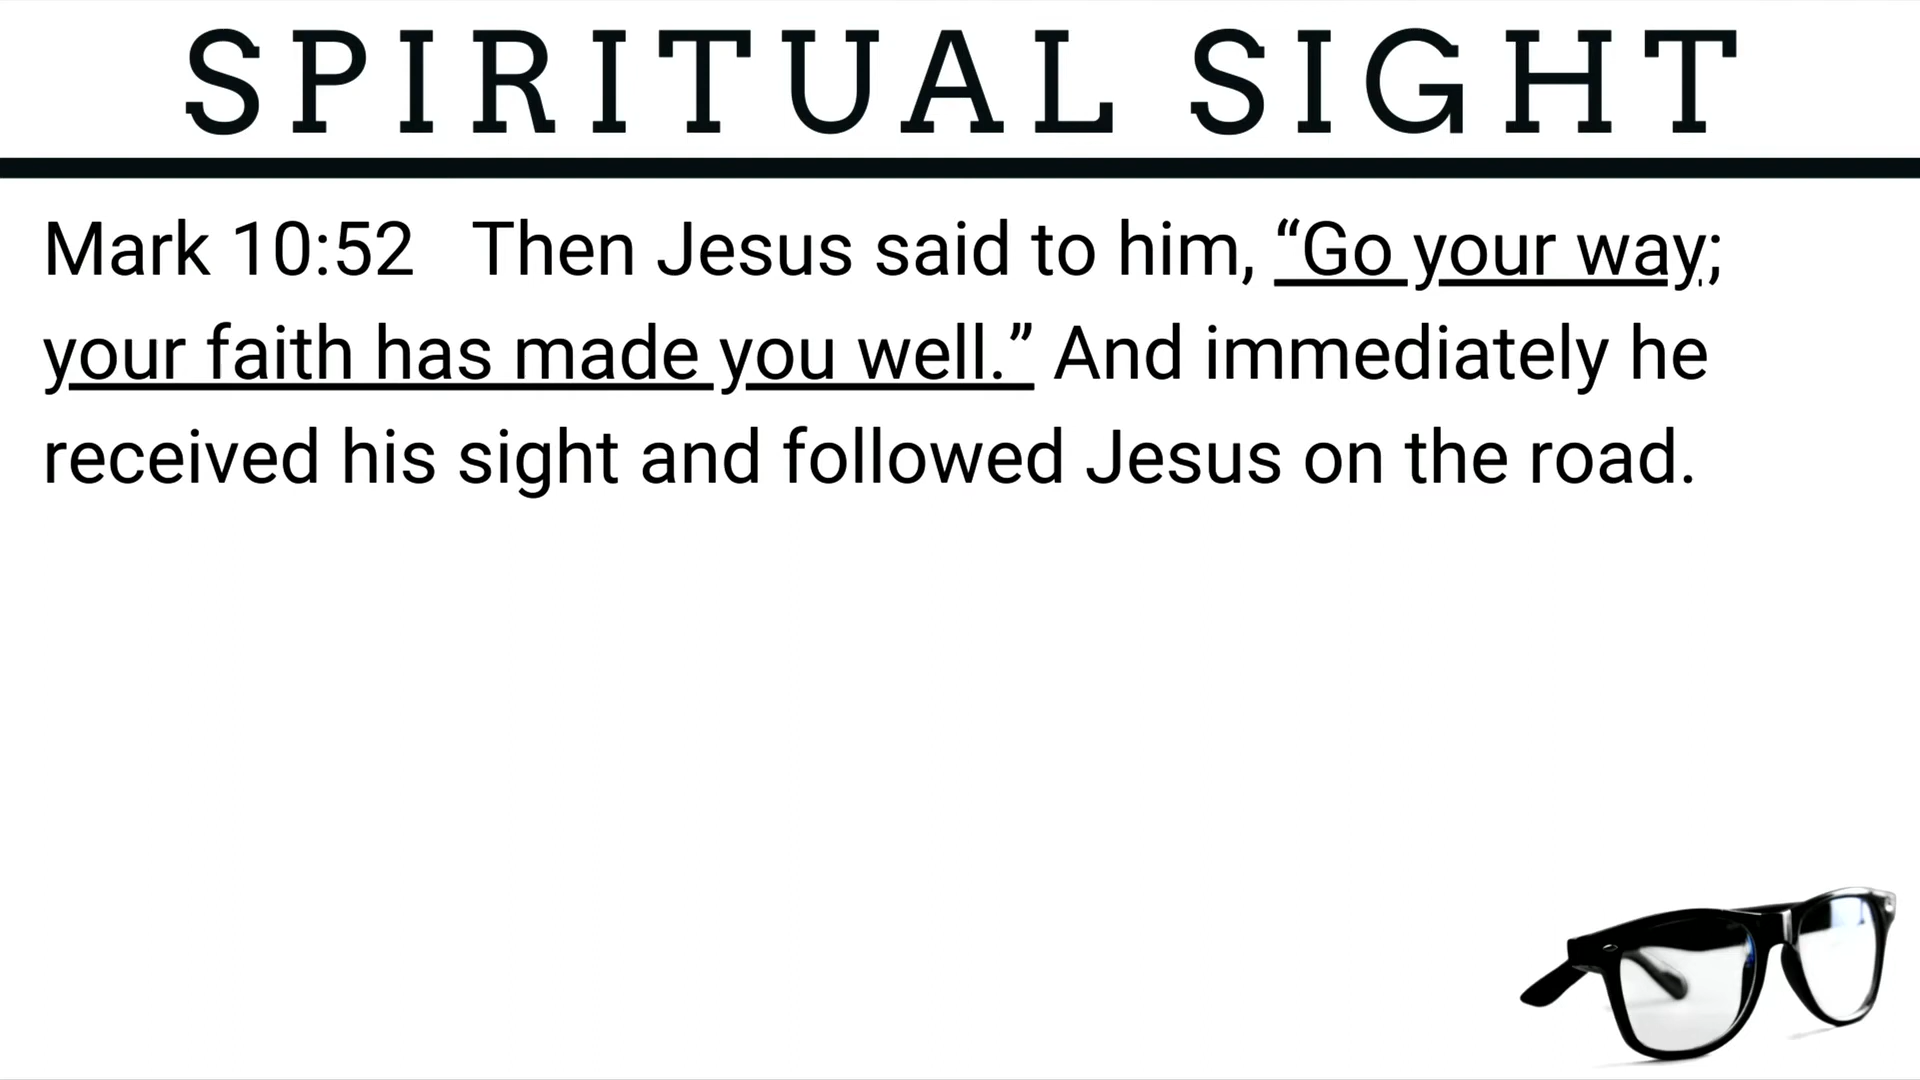 SPIRITUAL SIGHT
Mark 10:52   Then Jesus said to him, “Go your way;
your faith has made you well.” And immediately he
received his sight and followed Jesus on the road.